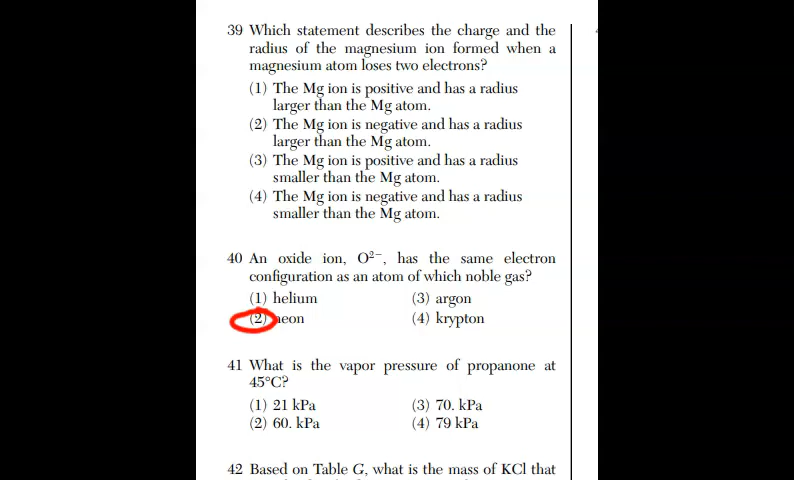 39 Which statement describes the charge and the
radius of the magnesium ion formed when a
magnesium atom loses two electrons?
(1) The Mg ion is positive and has a radius
larger than the Mg atom.
(2) The Mg ion is negative and has a radius
larger than the Mg atom.
(3) The Mg ion is positive and has a radius
smaller than the Mg atom.
(4) The Mg ion is negative and has a radius
smaller than the Mg atom.
40 An oxide ion, O²⁻, has the same electron
configuration as an atom of which noble gas?
(1) helium (3) argon
(2) neon (4) krypton
41 What is the vapor pressure of propanone at
45°C?
(1) 21 kPa (3) 70. kPa
(2) 60. kPa (4) 79 kPa
42 Based on Table G, what is the mass of KCl that